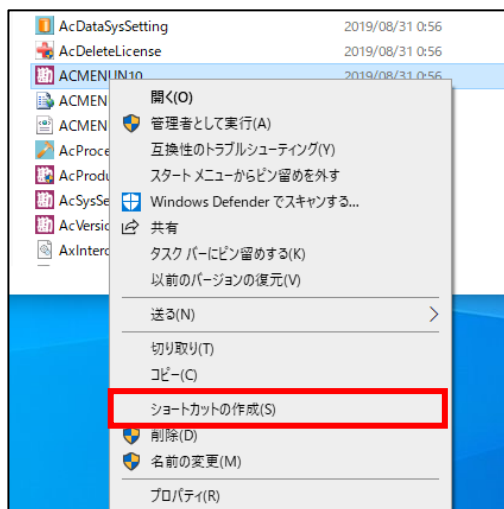 AcDataSysSetting 2019/08/31 0:56
AcDeleteLicense 2019/08/31 0:56
ACMENUN10 2019/08/31 0:56
ACMEN
ACMEN
AcProce
AcProdu
AcSysSe
AcVersio
AxInterc
開く(O)
管理者として実行(A)
互換性のトラブルシューティング(Y)
スタート メニューからピン留めを外す
Windows Defender でスキャンする...
共有
タスク バーにピン留めする(K)
以前のバージョンの復元(V)
送る(N)
切り取り(T)
コピー(C)
ショートカットの作成(S)
削除(D)
名前の変更(M)
プロパティ(R)